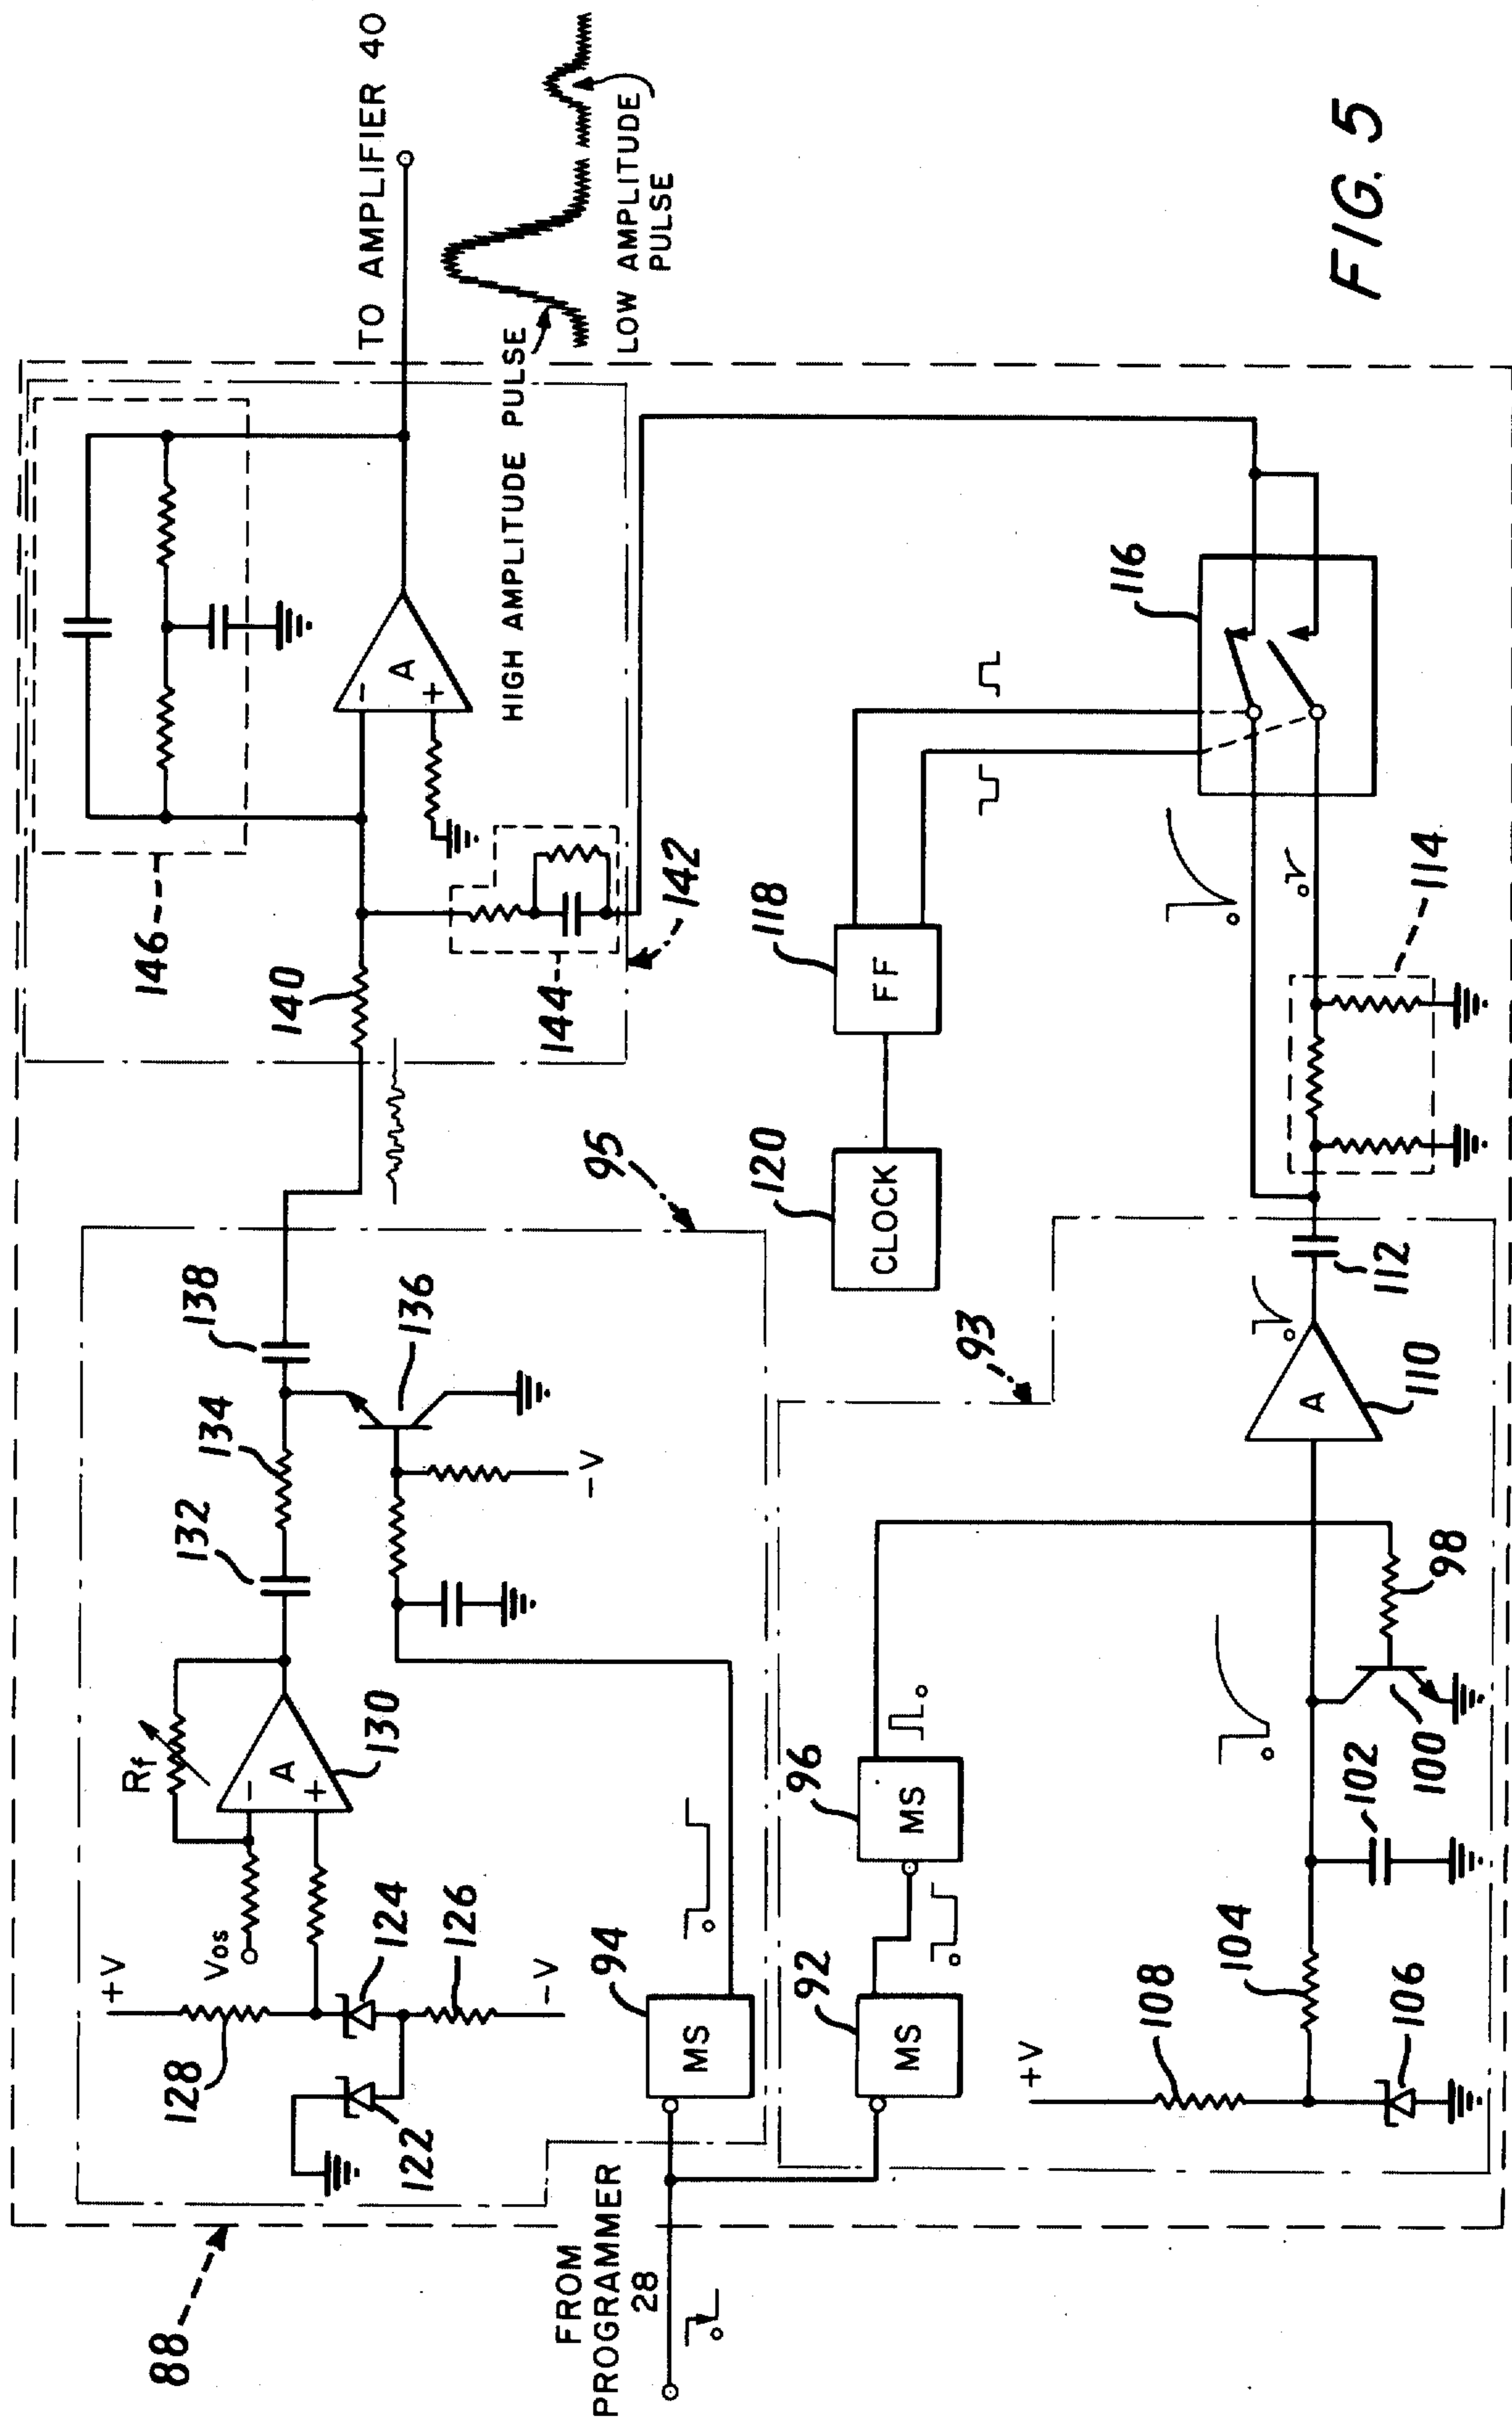 88
FROM
PROGRAMMER
28
+V
128
122
124
126
-V
Vos
Rf
A
-
+
130
132
134
138
136
-V
94
MS
95
140
146
A
-
+
144
142
TO AMPLIFIER 40
HIGH AMPLITUDE PULSE
LOW AMPLITUDE
PULSE
92
MS
96
MS
93
+V
108
106
104
102
100
98
A
110
112
120
CLOCK
118
FF
116
114
FIG. 5